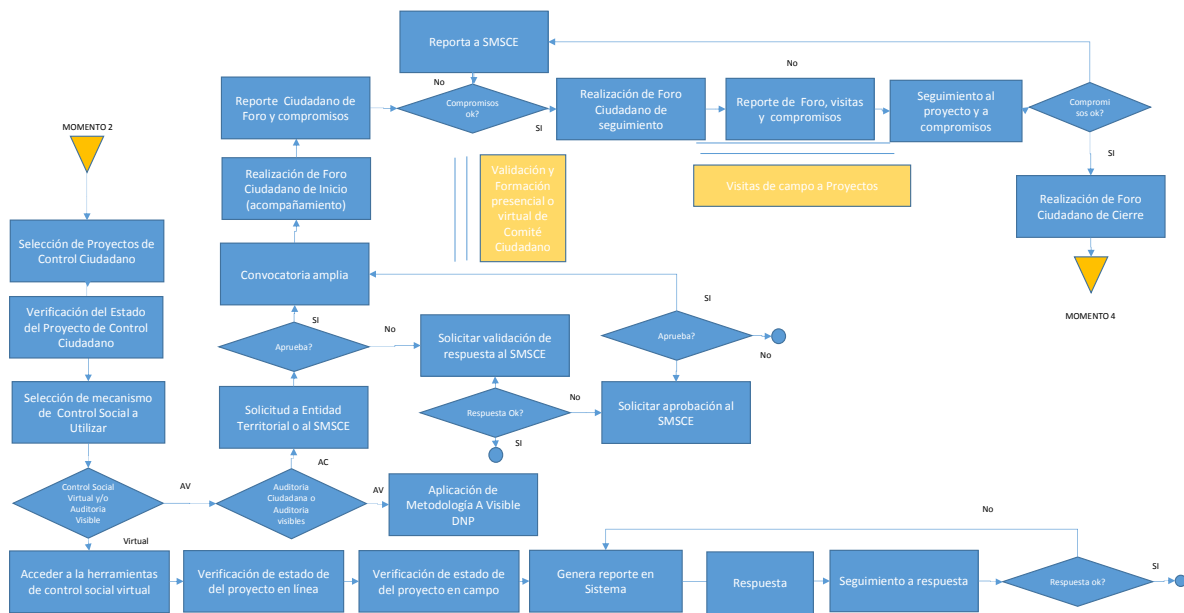 Reporta a SMSCE
No
No
Reporte Ciudadano de
Foro y compromisos
Compromisos
ok?
SI
Realización de Foro
Ciudadano de
seguimiento
Reporte de Foro, visitas
y compromisos
Seguimiento al
proyecto y a
compromisos
Compromi
sos ok?
SI
MOMENTO 2
Realización de Foro
Ciudadano de Inicio
(acompañamiento)
Validación y
Formación
presencial o
virtual de
Comité
Ciudadano
Visitas de campo a Proyectos
Realización de Foro
Ciudadano de Cierre
Selección de Proyectos de
Control Ciudadano
Convocatoria amplia
MOMENTO 4
Verificación del Estado
del Proyecto de Control
Ciudadano
SI
Aprueba?
No
Solicitar validación de
respuesta al SMSCE
SI
Aprueba?
No
Selección de mecanismo
de Control Social a
Utilizar
Solicitud a Entidad
Territorial o al SMSCE
Respuesta Ok?
No
SI
Solicitar aprobación al
SMSCE
AC
Control Social
Virtual y/o
Auditoria
Visible
AV
Auditoria
Ciudadana o
Auditoria
visibles
AV
Aplicación de
Metodología A Visible
DNP
Virtual
No
Acceder a la herramientas
de control social virtual
Verificación de estado de
del proyecto en línea
Verificación de estado de
del proyecto en campo
Genera reporte en
Sistema
Respuesta
Seguimiento a respuesta
Respuesta ok?
SI